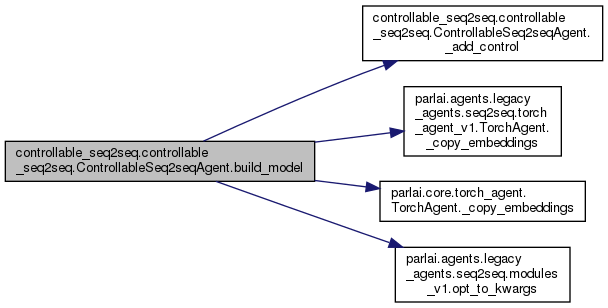 controllable_seq2seq.controllable
_seq2seq.ControllableSeq2seqAgent.
_add_control
parlai.agents.legacy
_agents.seq2seq.torch
_agent_v1.TorchAgent.
_copy_embeddings
controllable_seq2seq.controllable
_seq2seq.ControllableSeq2seqAgent.build_model
parlai.core.torch_agent.
TorchAgent._copy_embeddings
parlai.agents.legacy
_agents.seq2seq.modules
_v1.opt_to_kwargs